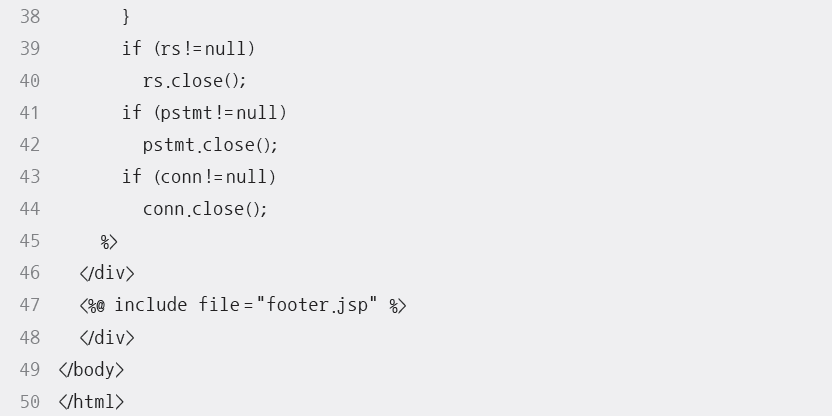 38 }
39 if (rs!=null)
40 rs.close();
41 if (pstmt!=null)
42 pstmt.close();
43 if (conn!=null)
44 conn.close();
45 %>
46 </div>
47 <%@ include file="footer.jsp" %>
48 </div>
49 </body>
50 </html>